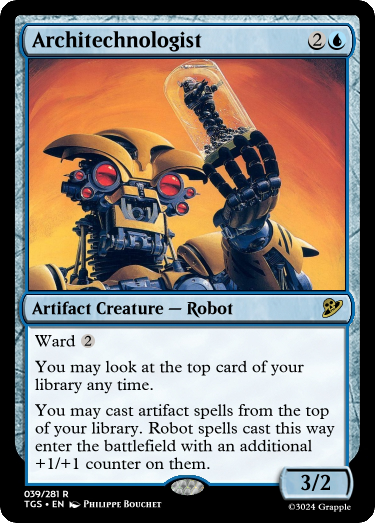 Architechnologist 2
Artifact Creature — Robot
Ward 2
You may look at the top card of your
library any time.
You may cast artifact spells from the top
of your library. Robot spells cast this way
enter the battlefield with an additional
+1/+1 counter on them.
3/2
039/281 R
TGS • EN Philippe Bouchet
©3024 Grapple